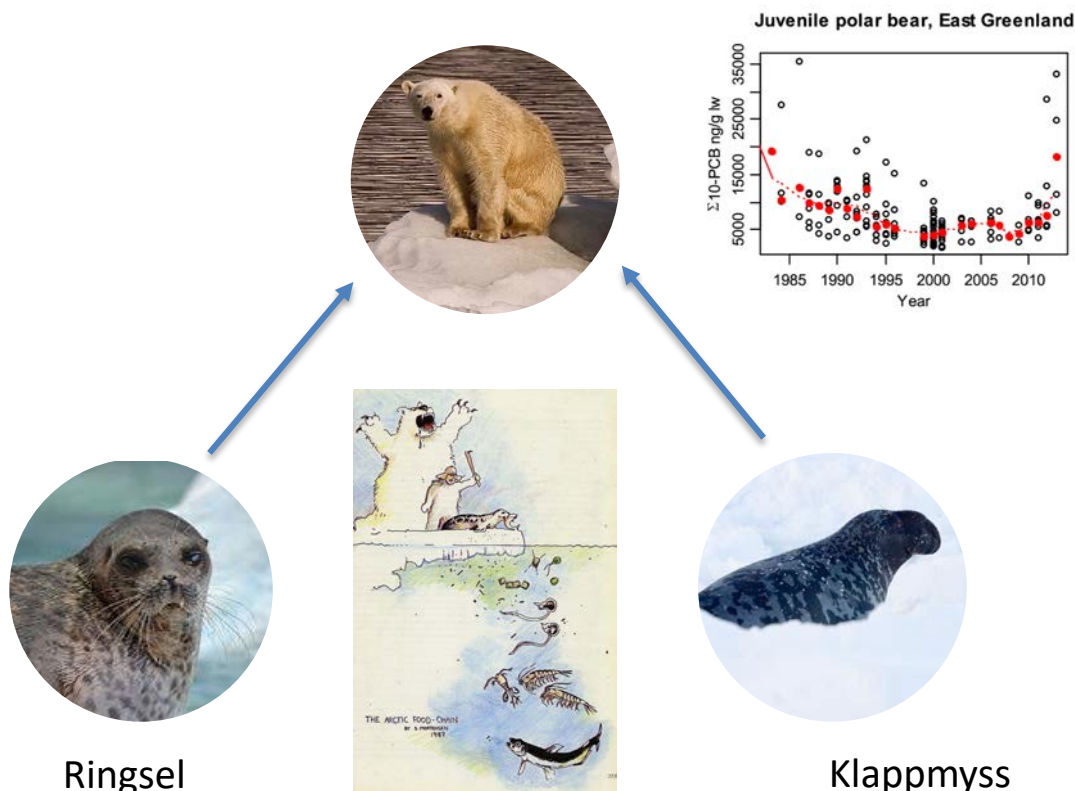 Juvenile polar bear, East Greenland
Σ10-PCB ng/g lw
35000
25000
15000
5000
1985 1990 1995 2000 2005 2010
Year
THE ARCTIC FOOD-CHAIN
1987
Ringsel
Klappmyss